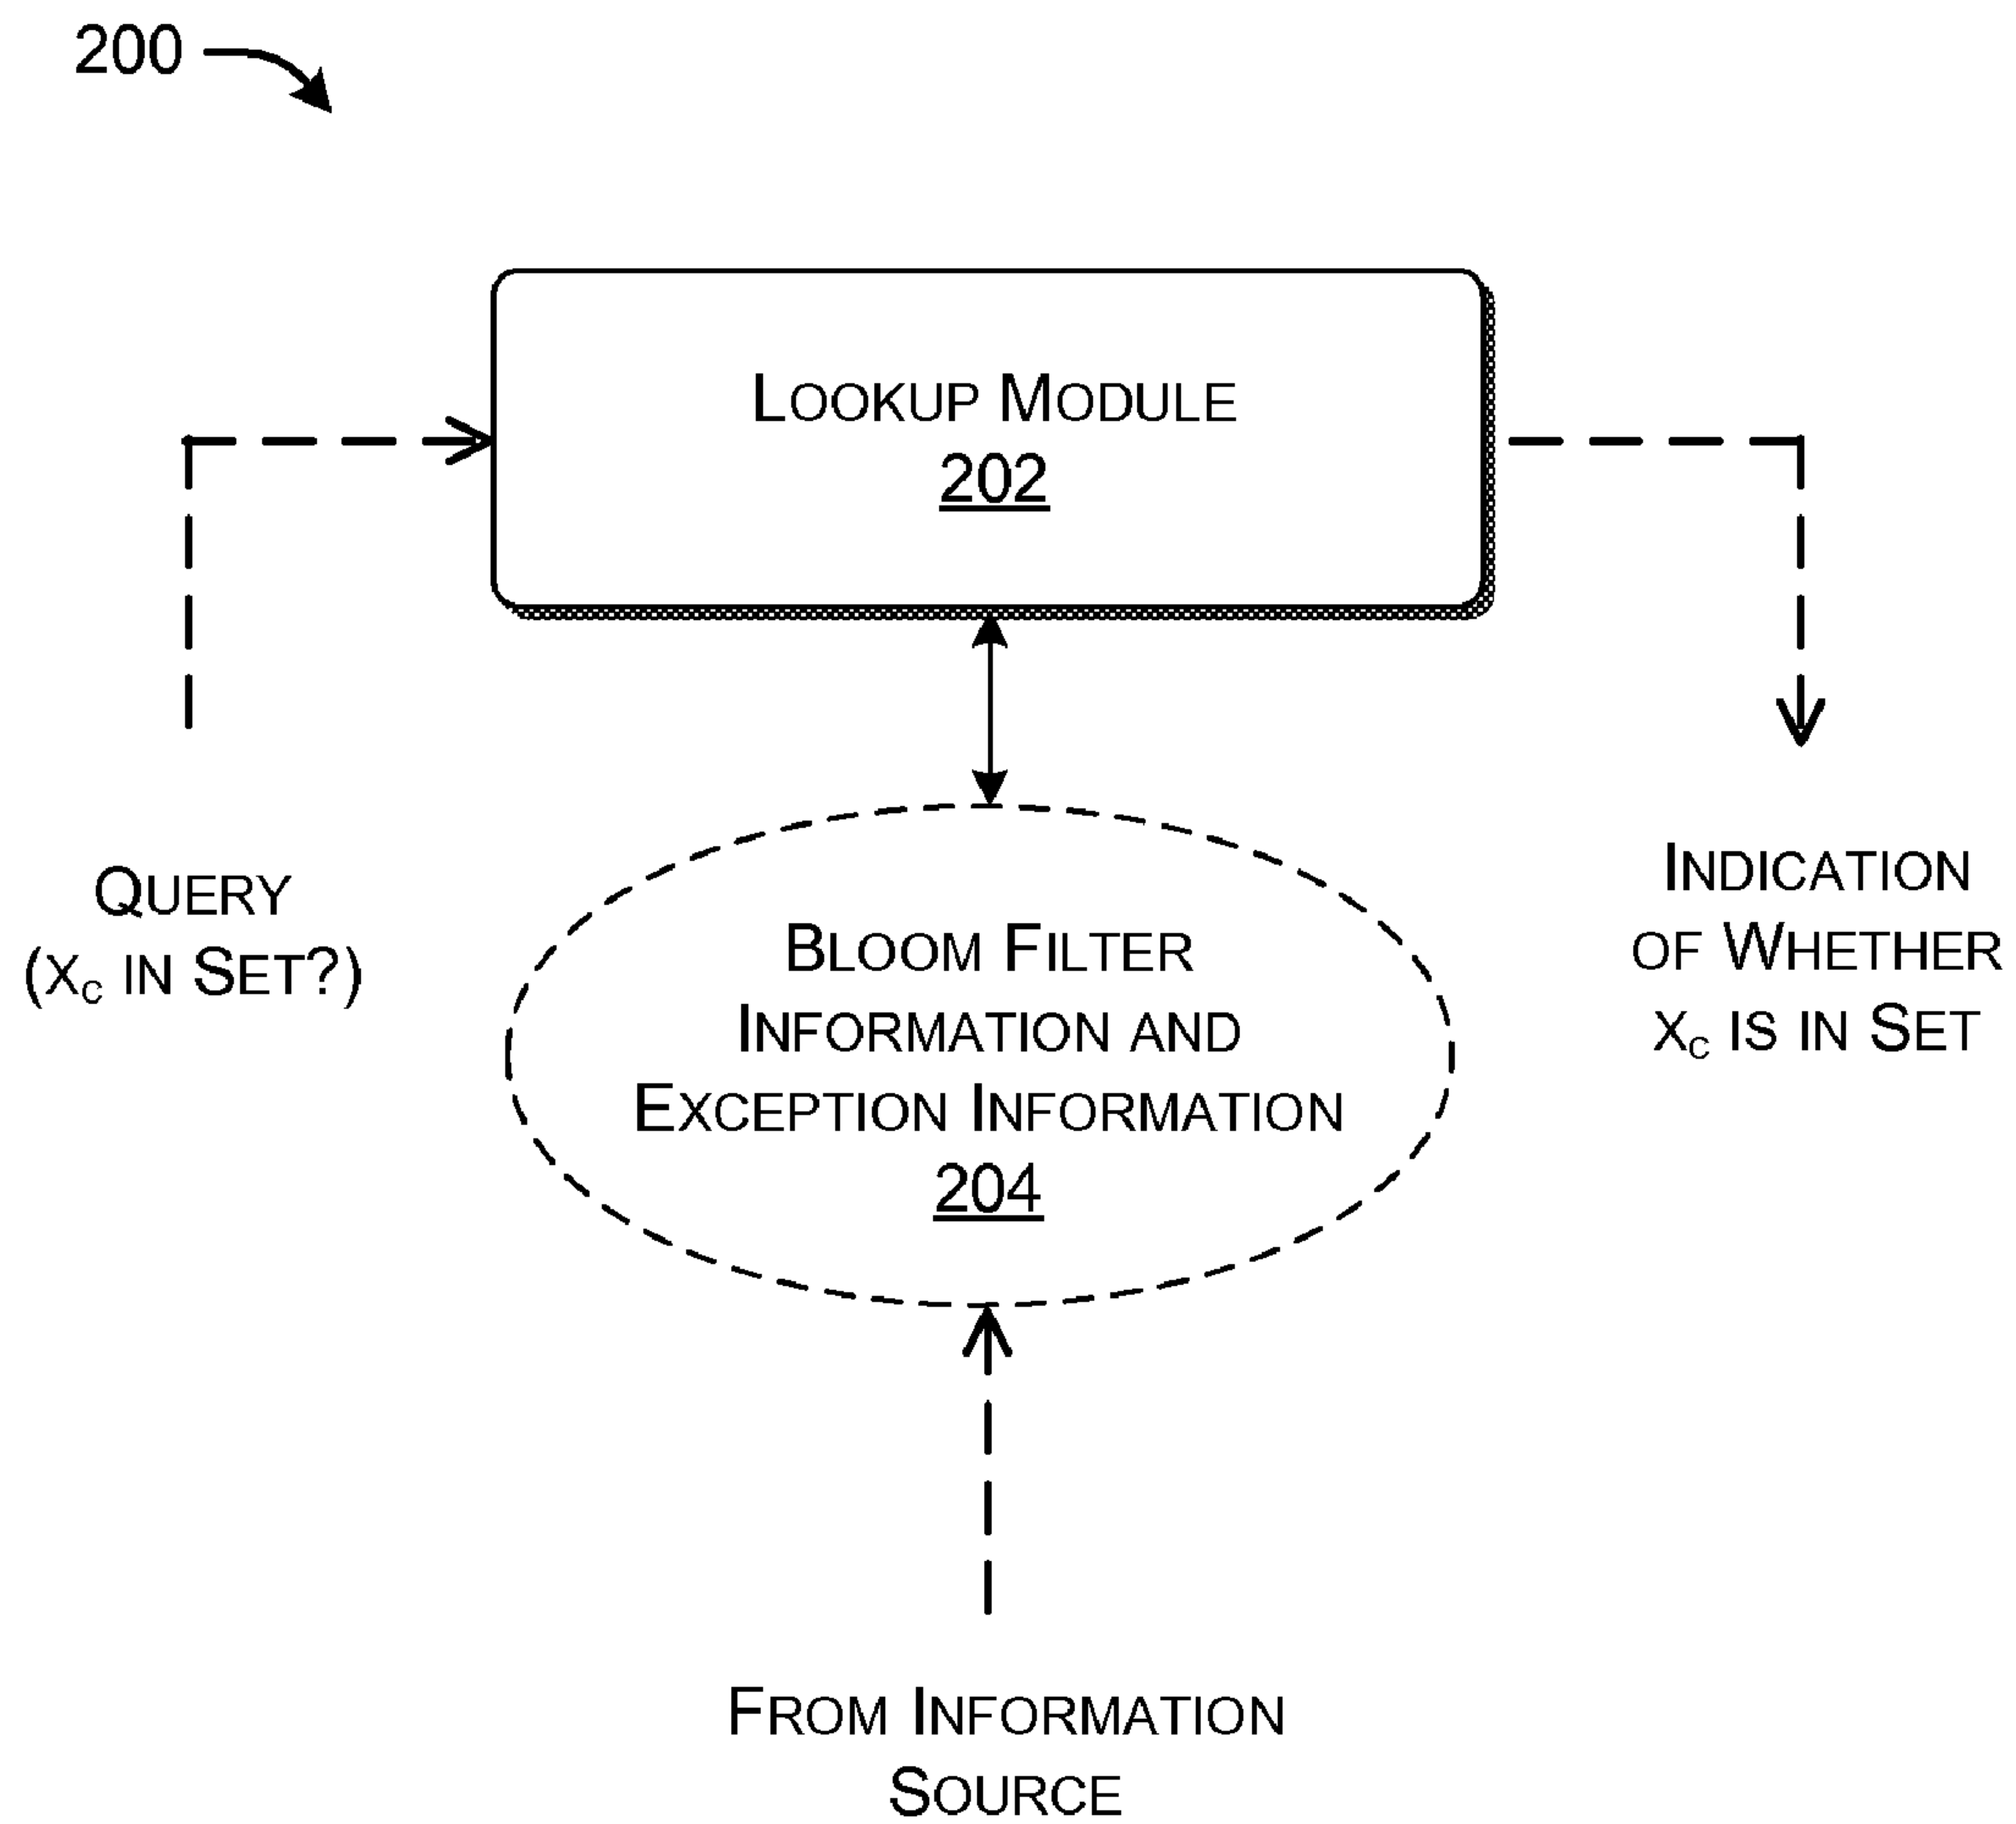 200
LOOKUP MODULE
202
QUERY
(XC IN SET?)
INDICATION
OF WHETHER
XC IS IN SET
BLOOM FILTER
INFORMATION AND
EXCEPTION INFORMATION
204
FROM INFORMATION
SOURCE